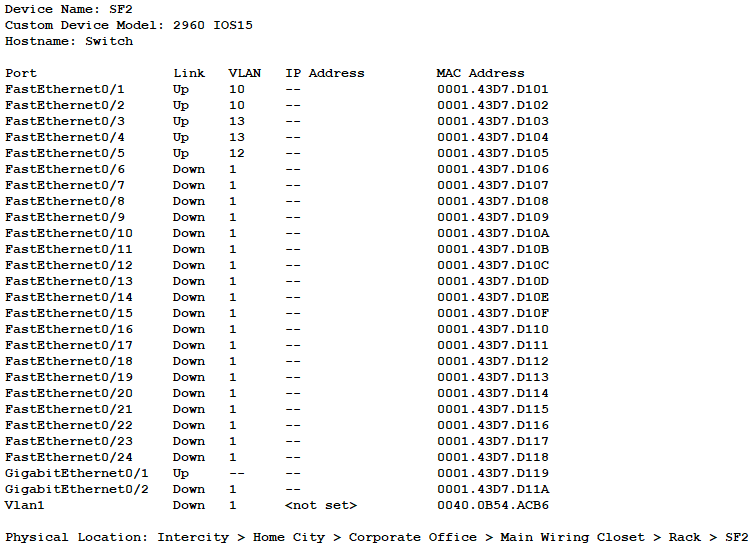 Device Name: SF2
Custom Device Model: 2960 IOS15
Hostname: Switch
Port Link VLAN IP Address MAC Address
FastEthernet0/1 Up 10 -- 0001.43D7.D101
FastEthernet0/2 Up 10 -- 0001.43D7.D102
FastEthernet0/3 Up 13 -- 0001.43D7.D103
FastEthernet0/4 Up 13 -- 0001.43D7.D104
FastEthernet0/5 Up 12 -- 0001.43D7.D105
FastEthernet0/6 Down 1 -- 0001.43D7.D106
FastEthernet0/7 Down 1 -- 0001.43D7.D107
FastEthernet0/8 Down 1 -- 0001.43D7.D108
FastEthernet0/9 Down 1 -- 0001.43D7.D109
FastEthernet0/10 Down 1 -- 0001.43D7.D10A
FastEthernet0/11 Down 1 -- 0001.43D7.D10B
FastEthernet0/12 Down 1 -- 0001.43D7.D10C
FastEthernet0/13 Down 1 -- 0001.43D7.D10D
FastEthernet0/14 Down 1 -- 0001.43D7.D10E
FastEthernet0/15 Down 1 -- 0001.43D7.D10F
FastEthernet0/16 Down 1 -- 0001.43D7.D110
FastEthernet0/17 Down 1 -- 0001.43D7.D111
FastEthernet0/18 Down 1 -- 0001.43D7.D112
FastEthernet0/19 Down 1 -- 0001.43D7.D113
FastEthernet0/20 Down 1 -- 0001.43D7.D114
FastEthernet0/21 Down 1 -- 0001.43D7.D115
FastEthernet0/22 Down 1 -- 0001.43D7.D116
FastEthernet0/23 Down 1 -- 0001.43D7.D117
FastEthernet0/24 Down 1 -- 0001.43D7.D118
GigabitEthernet0/1 Up -- -- 0001.43D7.D119
GigabitEthernet0/2 Down 1 -- 0001.43D7.D11A
Vlan1 Down 1 <not set> 0040.0B54.ACB6
Physical Location: Intercity > Home City > Corporate Office > Main Wiring Closet > Rack > SF2